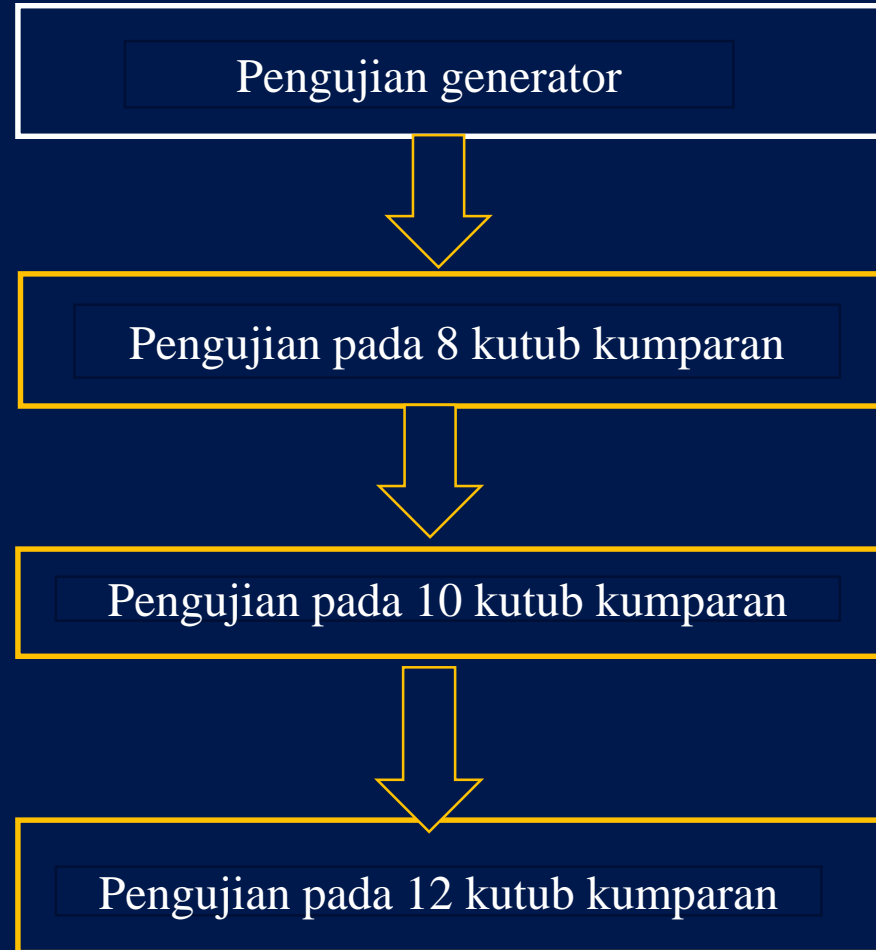 Pengujian generator
Pengujian pada 8 kutub kumparan
Pengujian pada 10 kutub kumparan
Pengujian pada 12 kutub kumparan